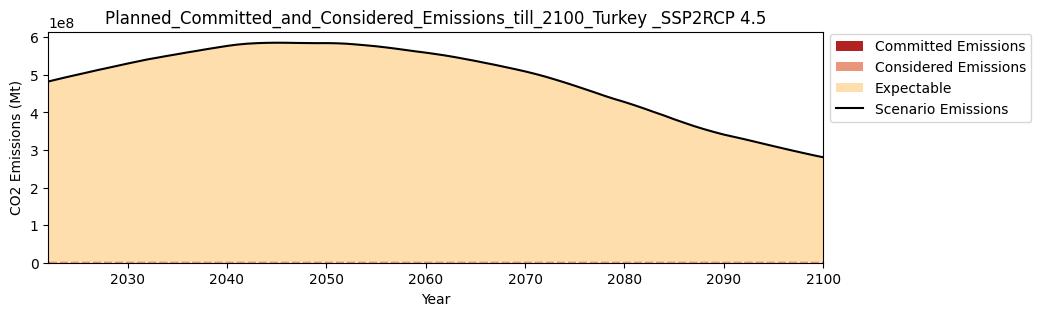 Planned_Committed_and_Considered_Emissions_till_2100_Turkey _SSP2RCP 4.5
1e8
6
5
4
3
2
1
0
CO2 Emissions (Mt)
2030 2040 2050 2060 2070 2080 2090 2100
Year
Committed Emissions
Considered Emissions
Expectable
Scenario Emissions